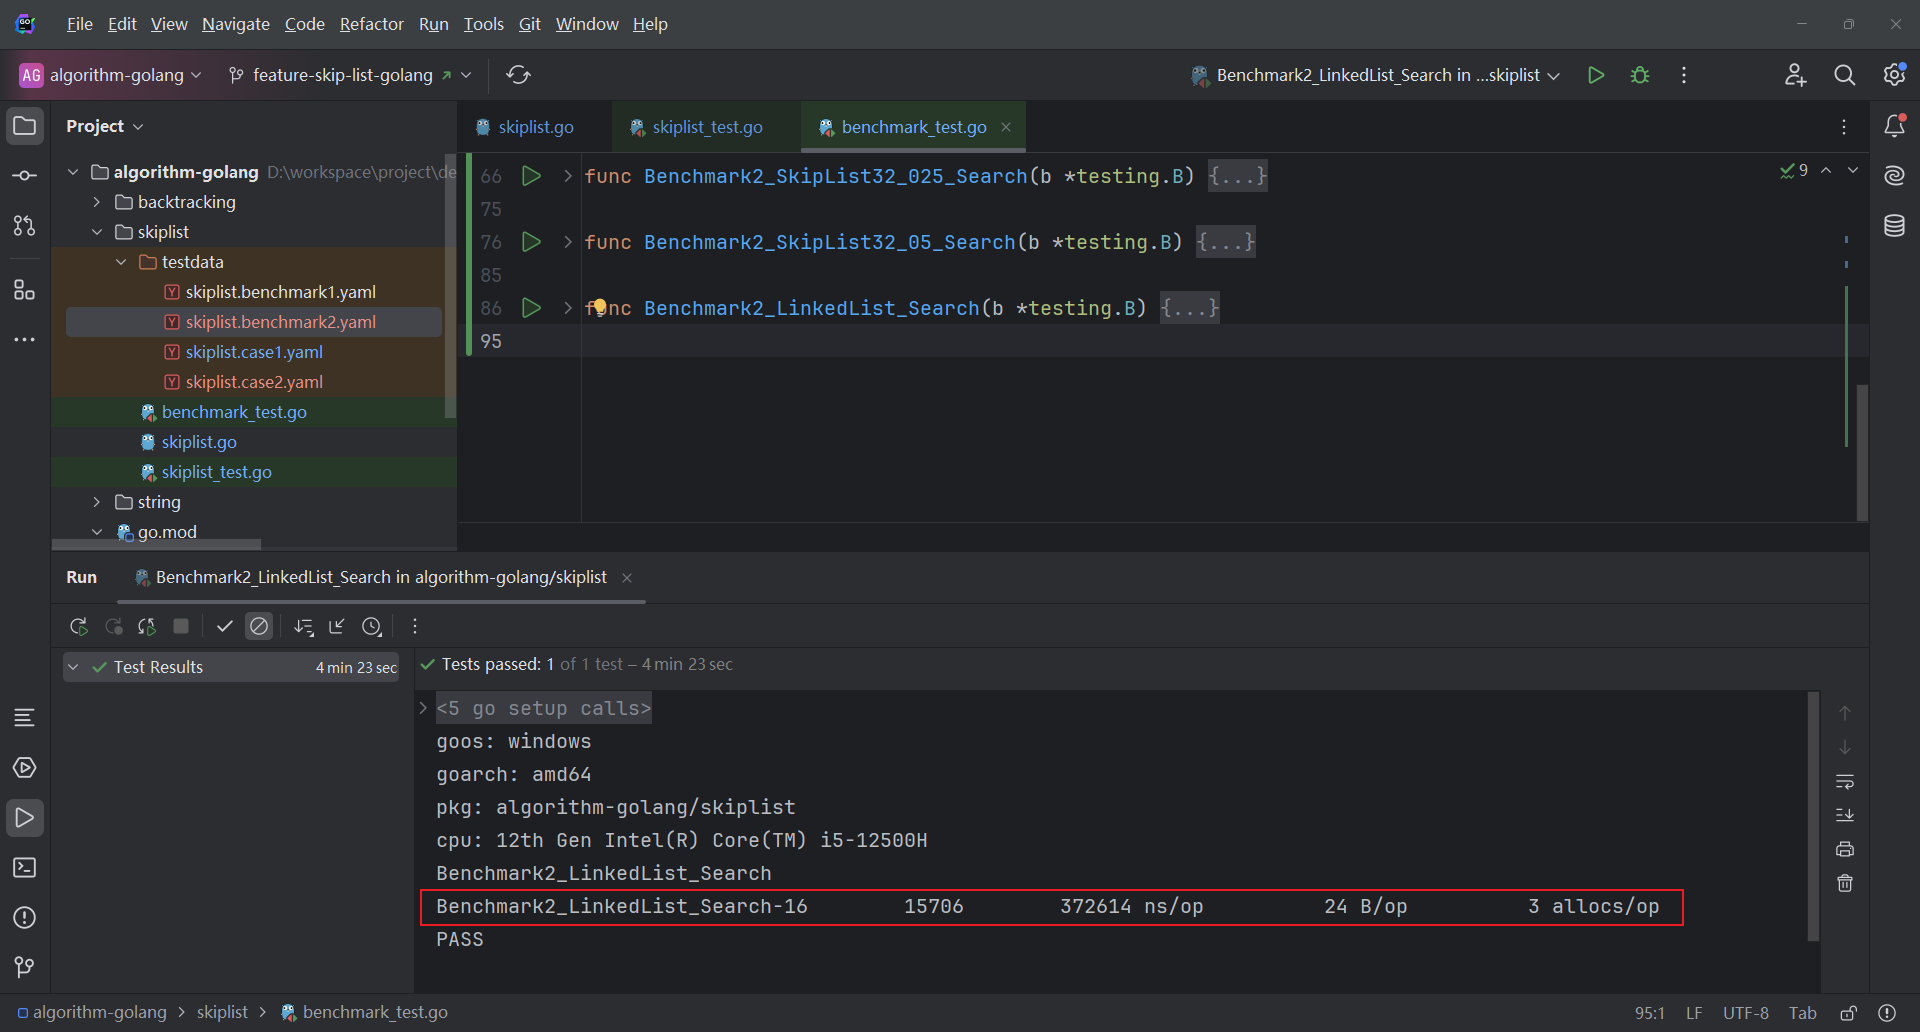 File Edit View Navigate Code Refactor Run Tools Git Window Help
AG algorithm-golang feature-skip-list-golang Benchmark2_LinkedList_Search in ...skiplist
Project
skiplist.go skiplist_test.go benchmark_test.go
algorithm-golang D:\workspace\project\de
backtracking
skiplist
testdata
skiplist.benchmark1.yaml
skiplist.benchmark2.yaml
skiplist.case1.yaml
skiplist.case2.yaml
benchmark_test.go
skiplist.go
skiplist_test.go
string
go.mod
66 func Benchmark2_SkipList32_025_Search(b *testing.B) {...}
9
75
76 func Benchmark2_SkipList32_05_Search(b *testing.B) {...}
85
86 func Benchmark2_LinkedList_Search(b *testing.B) {...}
95
Run Benchmark2_LinkedList_Search in algorithm-golang/skiplist
Test Results 4 min 23 sec
Tests passed: 1 of 1 test – 4 min 23 sec
<5 go setup calls>
goos: windows
goarch: amd64
pkg: algorithm-golang/skiplist
cpu: 12th Gen Intel(R) Core(TM) i5-12500H
Benchmark2_LinkedList_Search
Benchmark2_LinkedList_Search-16 15706 372614 ns/op 24 B/op 3 allocs/op
PASS
algorithm-golang > skiplist > benchmark_test.go
95:1 LF UTF-8 Tab